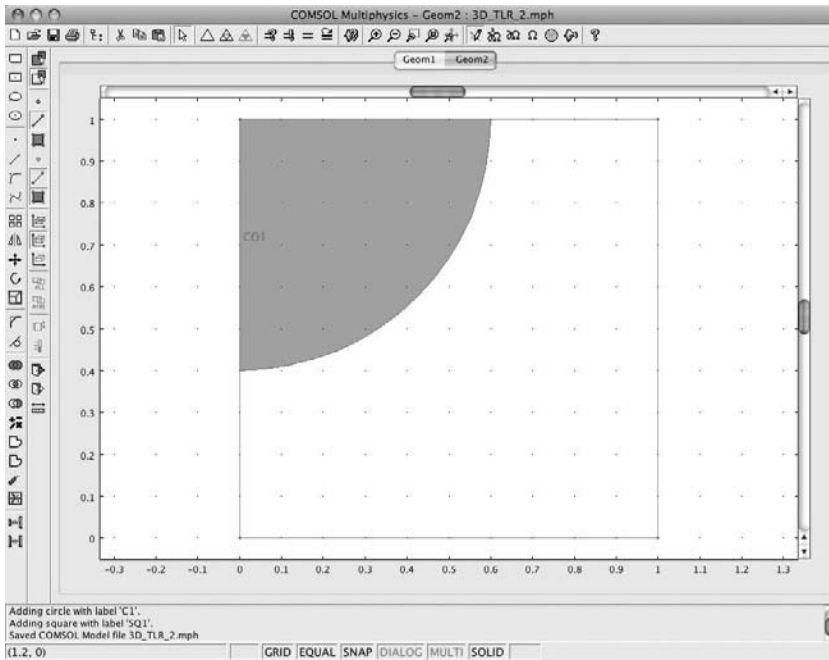 COMSOL Multiphysics - Geom2 : 3D_TLR_2.mph
Geom1 Geom2
1
0.9
0.8
0.7
CO1
0.6
0.5
0.4
0.3
0.2
0.1
0
-0.3 -0.2 -0.1 0 0.1 0.2 0.3 0.4 0.5 0.6 0.7 0.8 0.9 1 1.1 1.2 1.3
Adding circle with label 'C1'.
Adding square with label 'SQ1'.
Saved COMSOL Model file 3D_TLR_2.mph
(1.2, 0) GRID EQUAL SNAP DIALOG MULTI SOLID